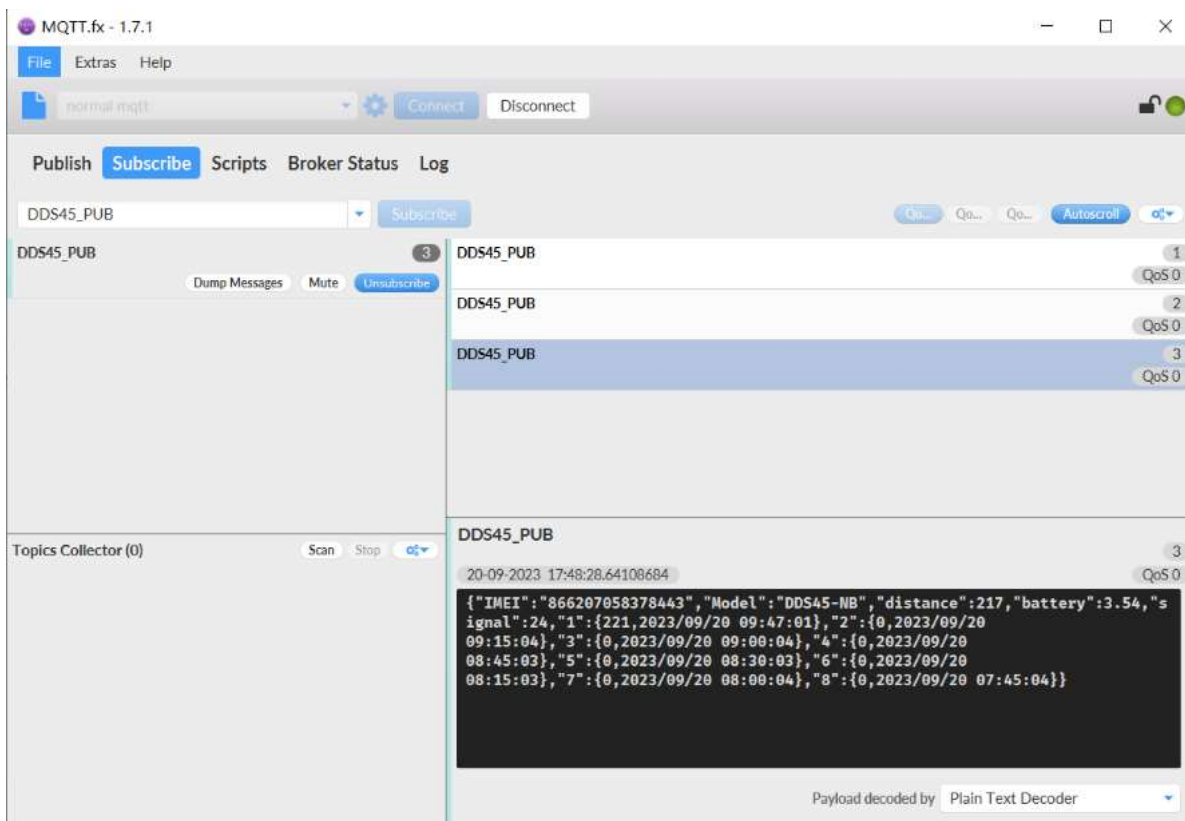 MQTT.fx - 1.7.1
File Extras Help
normal mqtt Connect Disconnect
Publish Subscribe Scripts Broker Status Log
DDS45_PUB Subscribe Qo... Qo... Qo... Autoscroll
DDS45_PUB 3
Dump Messages Mute Unsubscribe
DDS45_PUB 1
QoS 0
DDS45_PUB 2
QoS 0
DDS45_PUB 3
QoS 0
Topics Collector (0) Scan Stop
DDS45_PUB
3
20-09-2023 17:48:28.64108684 QoS 0
{"IMEI":"866207058378443","Model":"DDS45-NB","distance":217,"battery":3.54,"s
ignal":24,"1":{221,2023/09/20 09:47:01},"2":{0,2023/09/20
09:15:04},"3":{0,2023/09/20 09:00:04},"4":{0,2023/09/20
08:45:03},"5":{0,2023/09/20 08:30:03},"6":{0,2023/09/20
08:15:03},"7":{0,2023/09/20 08:00:04},"8":{0,2023/09/20 07:45:04}}
Payload decoded by Plain Text Decoder